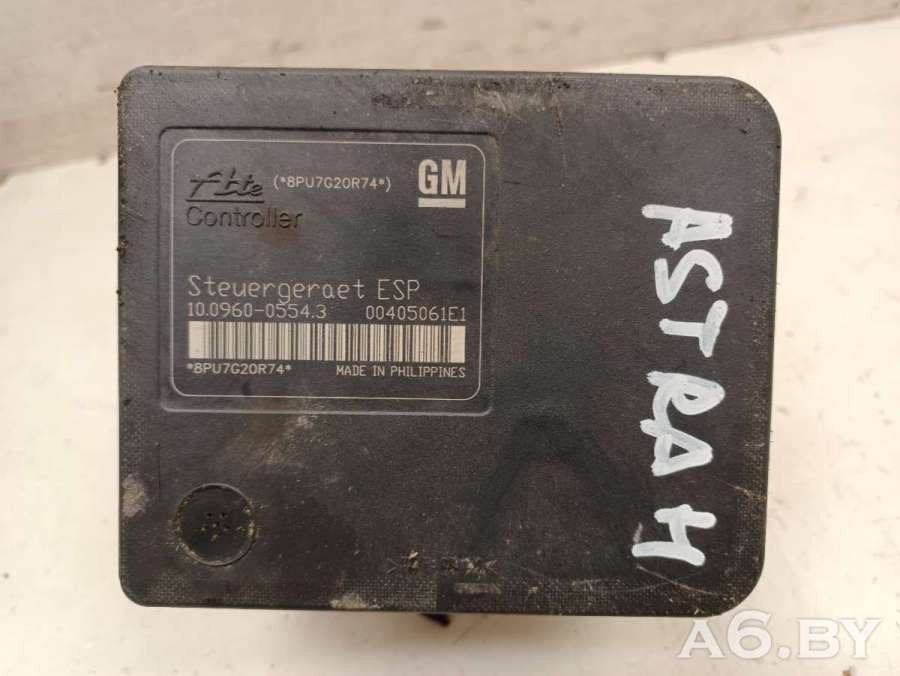 Ate (*8PU7G20R74*) GM
Controller
Steuergeraet ESP
10.0960-0554.3 00405061E1
*8PU7G20R74* MADE IN PHILIPPINES
ASTRA H
A6.BY